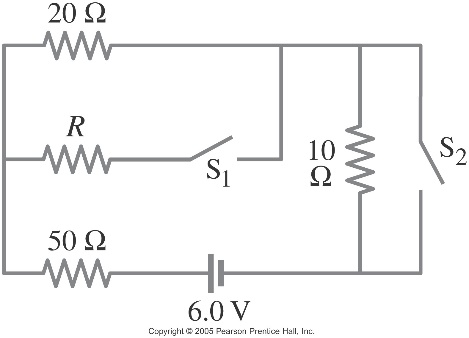 20 Ω
R
S1
10
Ω
S2
50 Ω
6.0 V
Copyright © 2005 Pearson Prentice Hall, Inc.